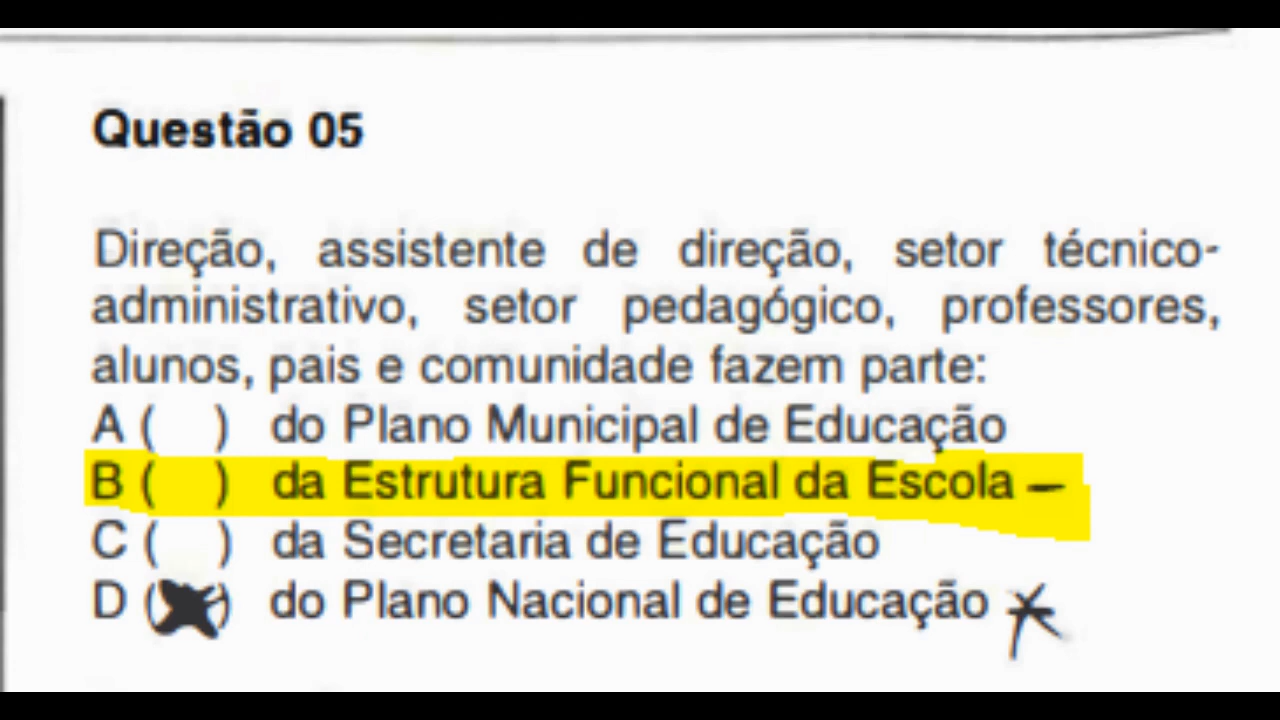 Questão 05
Direção, assistente de direção, setor técnico-
administrativo, setor pedagógico, professores,
alunos, pais e comunidade fazem parte:
A ( ) do Plano Municipal de Educação
B ( ) da Estrutura Funcional da Escola –
C ( ) da Secretaria de Educação
D ( ) do Plano Nacional de Educação